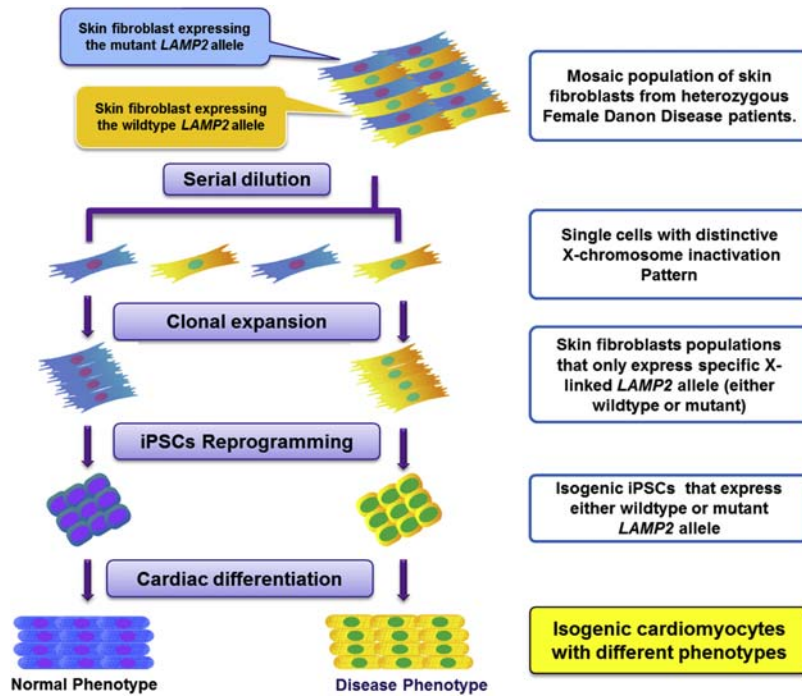 Skin fibroblast expressing
the mutant LAMP2 allele
Skin fibroblast expressing
the wildtype LAMP2 allele
Mosaic population of skin
fibroblasts from heterozygous
Female Danon Disease patients.
Serial dilution
Single cells with distinctive
X-chromosome inactivation
Pattern
Clonal expansion
Skin fibroblasts populations
that only express specific X-
linked LAMP2 allele (either
wildtype or mutant)
iPSCs Reprogramming
Isogenic iPSCs that express
either wildtype or mutant
LAMP2 allele
Cardiac differentiation
Normal Phenotype
Disease Phenotype
Isogenic cardiomyocytes
with different phenotypes